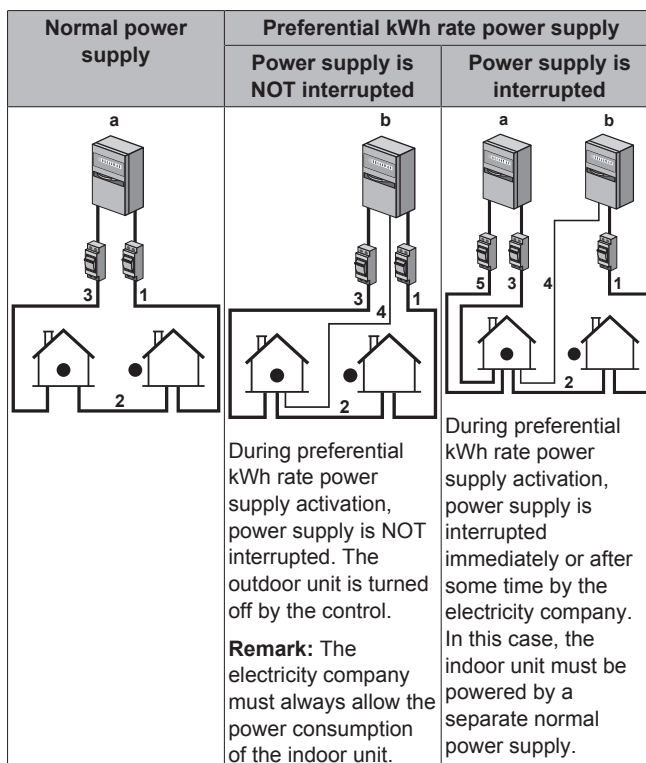 Normal power
supply
Preferential kWh rate power supply
Power supply is
NOT interrupted
Power supply is
interrupted
a
3
1
2
b
3
4
1
2
During preferential
kWh rate power
supply activation,
power supply is NOT
interrupted. The
outdoor unit is turned
off by the control.
Remark: The
electricity company
must always allow the
power consumption
of the indoor unit.
a
b
5
3
4
1
2
During preferential
kWh rate power
supply activation,
power supply is
interrupted
immediately or after
some time by the
electricity company.
In this case, the
indoor unit must be
powered by a
separate normal
power supply.